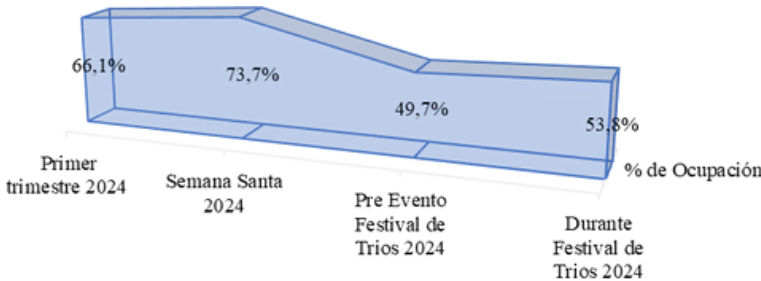 66,1%
73,7%
49,7%
53,8%
% de Ocupación
Primer
trimestre 2024
Semana Santa
2024
Pre Evento
Festival de
Trios 2024
Durante
Festival de
Trios 2024